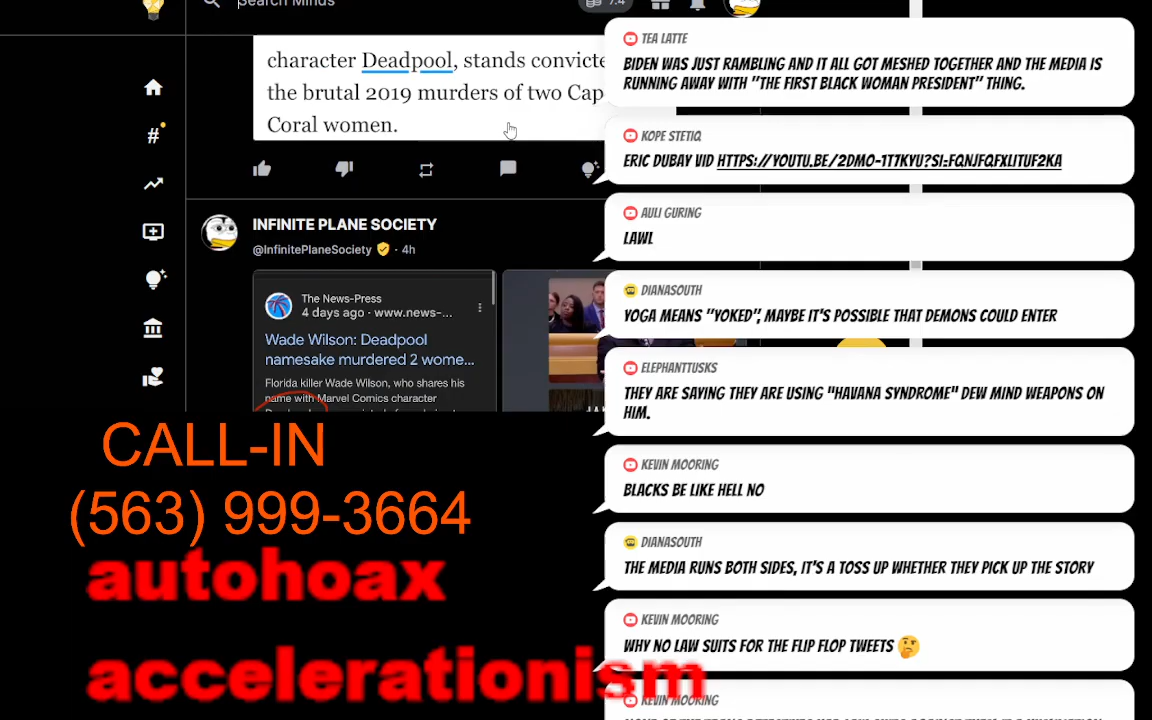 Search Minds
7.4
character Deadpool, stands convicte
the brutal 2019 murders of two Cap
Coral women.
INFINITE PLANE SOCIETY
@InfinitePlaneSociety · 4h
The News-Press
4 days ago · www.news-...
Wade Wilson: Deadpool
namesake murdered 2 wome...
Florida killer Wade Wilson, who shares his
name with Marvel Comics character
CALL-IN
(563) 999-3664
autohoax
accelerationism
TEA LATTE
BIDEN WAS JUST RAMBLING AND IT ALL GOT MESHED TOGETHER AND THE MEDIA IS
RUNNING AWAY WITH "THE FIRST BLACK WOMAN PRESIDENT" THING.
KOPE STETIQ
ERIC DUBAY VID HTTPS://YOUTU.BE/2DMO-1T7KYU?SI=FQNJFQFXLITUF2KA
AULI GURING
LAWL
DIANASOUTH
YOGA MEANS "YOKED", MAYBE IT'S POSSIBLE THAT DEMONS COULD ENTER
ELEPHANTTUSKS
THEY ARE SAYING THEY ARE USING "HAVANA SYNDROME" DEW MIND WEAPONS ON
HIM.
KEVIN MOORING
BLACKS BE LIKE HELL NO
DIANASOUTH
THE MEDIA RUNS BOTH SIDES, IT'S A TOSS UP WHETHER THEY PICK UP THE STORY
KEVIN MOORING
WHY NO LAW SUITS FOR THE FLIP FLOP TWEETS 🤔
KEVIN MOORING